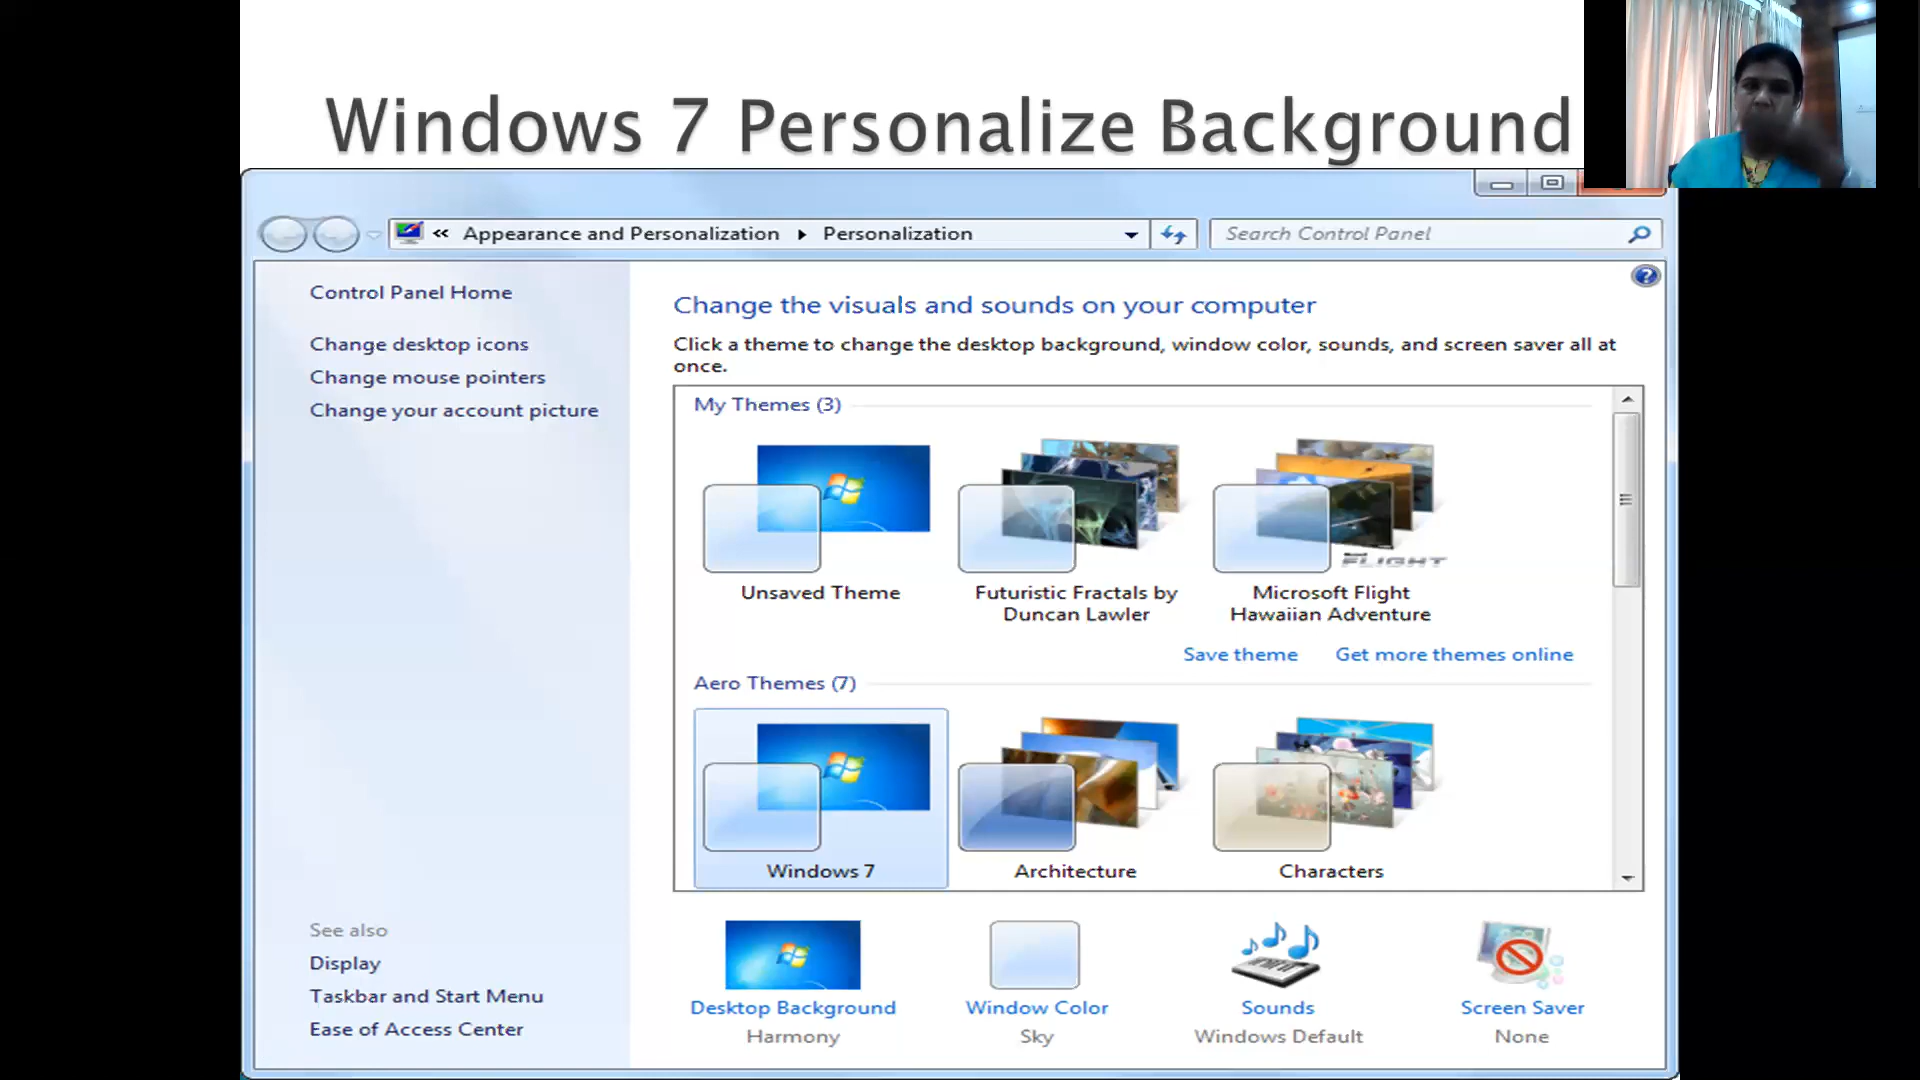 Windows 7 Personalize Background
« Appearance and Personalization ▸ Personalization
Search Control Panel
Control Panel Home
Change desktop icons
Change mouse pointers
Change your account picture
See also
Display
Taskbar and Start Menu
Ease of Access Center
Change the visuals and sounds on your computer
Click a theme to change the desktop background, window color, sounds, and screen saver all at
once.
My Themes (3)
Unsaved Theme
Futuristic Fractals by
Duncan Lawler
FLIGHT
Microsoft Flight
Hawaiian Adventure
Save theme
Get more themes online
Aero Themes (7)
Windows 7
Architecture
Characters
Desktop Background
Harmony
Window Color
Sky
Sounds
Windows Default
Screen Saver
None